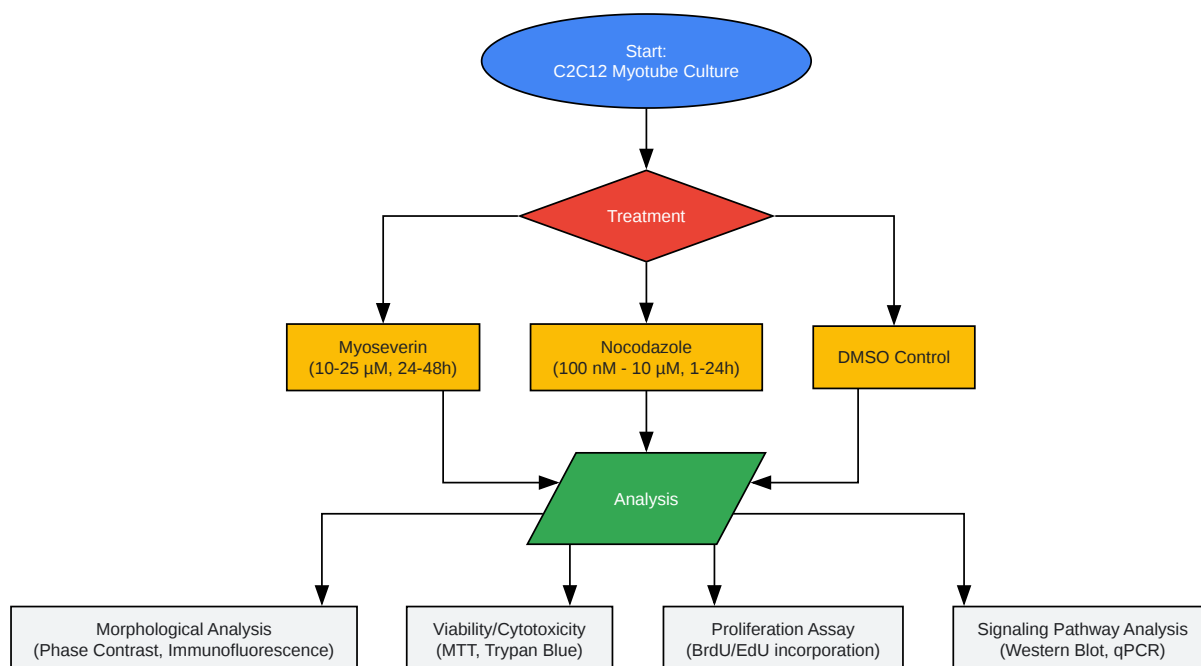 Start:
C2C12 Myotube Culture
Treatment
Myoseverin
(10-25 µM, 24-48h)
Nocodazole
(100 nM - 10 µM, 1-24h)
DMSO Control
Analysis
Morphological Analysis
(Phase Contrast, Immunofluorescence)
Viability/Cytotoxicity
(MTT, Trypan Blue)
Proliferation Assay
(BrdU/EdU incorporation)
Signaling Pathway Analysis
(Western Blot, qPCR)